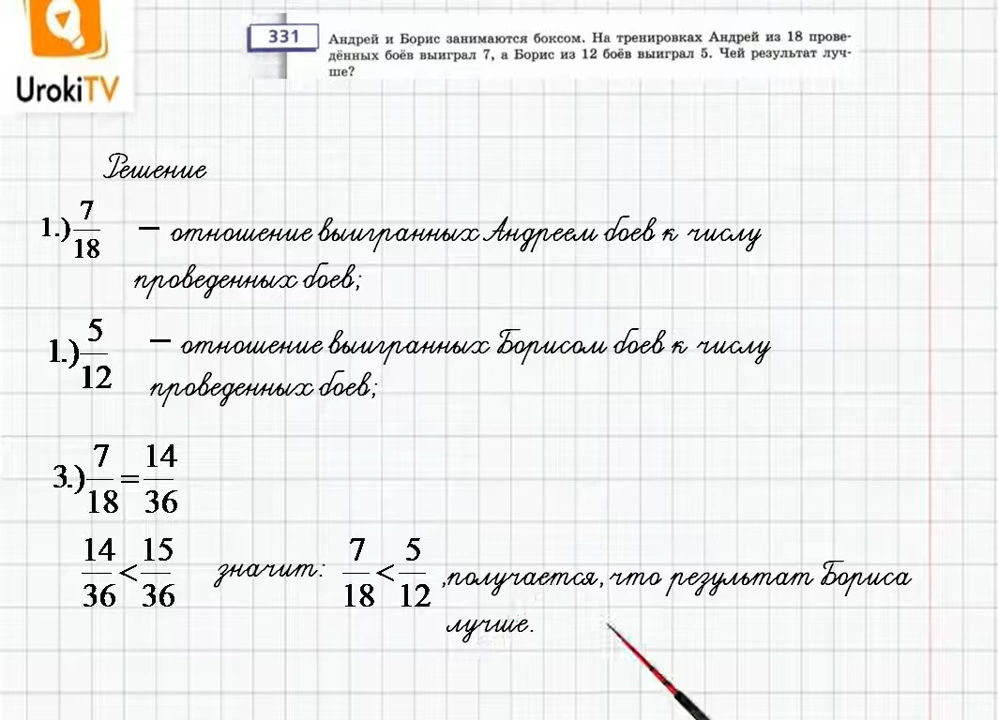 UrokiTV
331
Андрей и Борис занимаются боксом. На тренировках Андрей из 18 прове-
дённых боёв выиграл 7, а Борис из 12 боёв выиграл 5. Чей результат луч-
ше?
Решение
1.) 7/18 — отношение выигранных Андреем боев к числу
проведенных боев;
1.) 5/12 — отношение выигранных Борисом боев к числу
проведенных боев;
3.) 7/18 = 14/36
14/36 < 15/36 значит: 7/18 < 5/12 ,получается, что результат Бориса
лучше.